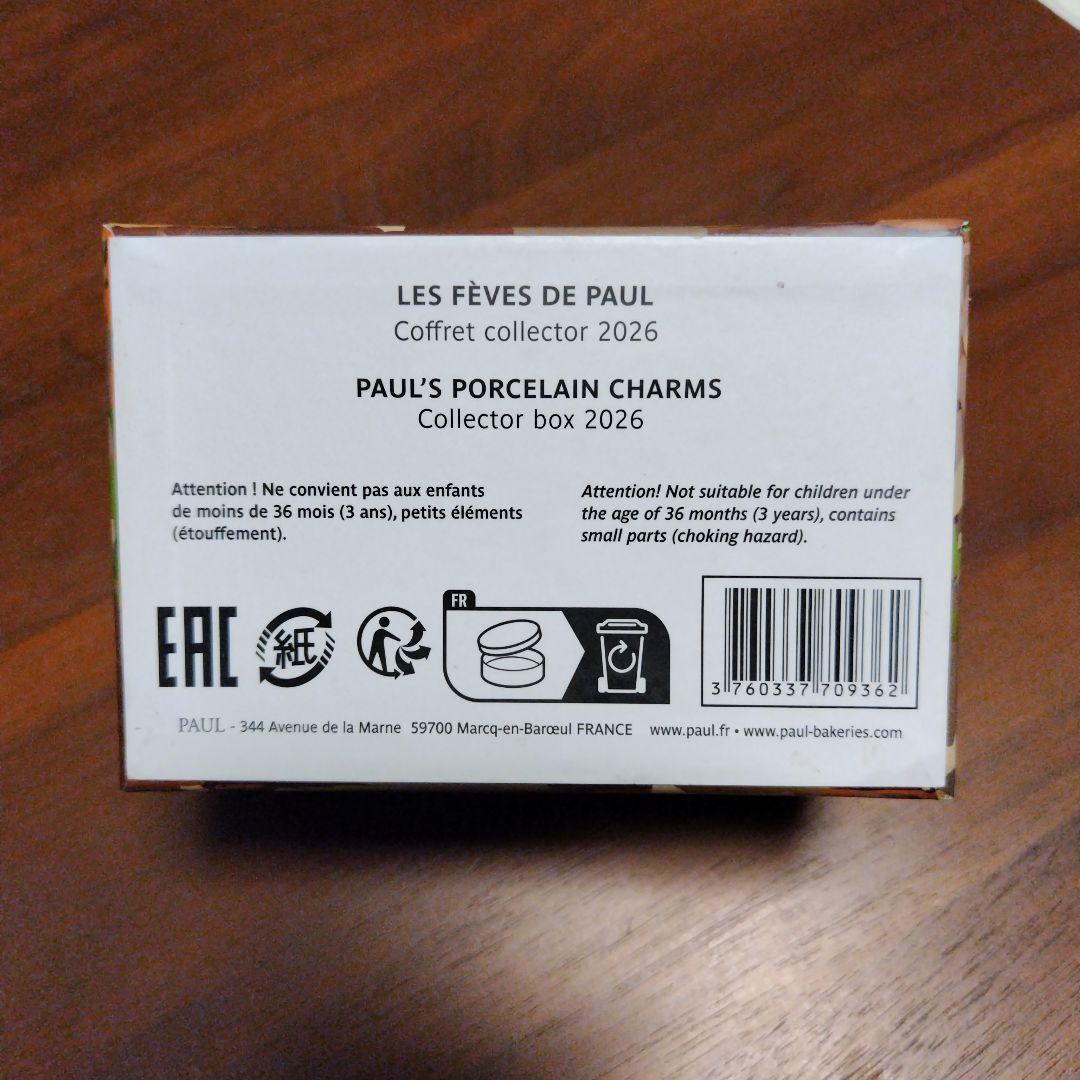 LES FÈVES DE PAUL
Coffret collector 2026
PAUL'S PORCELAIN CHARMS
Collector box 2026
Attention ! Ne convient pas aux enfants
de moins de 36 mois (3 ans), petits éléments
(étouffement).
Attention! Not suitable for children under
the age of 36 months (3 years), contains
small parts (choking hazard).
EAC
紙
FR
3 760337 709362
PAUL - 344 Avenue de la Marne 59700 Marcq-en-Barœul FRANCE www.paul.fr • www.paul-bakeries.com